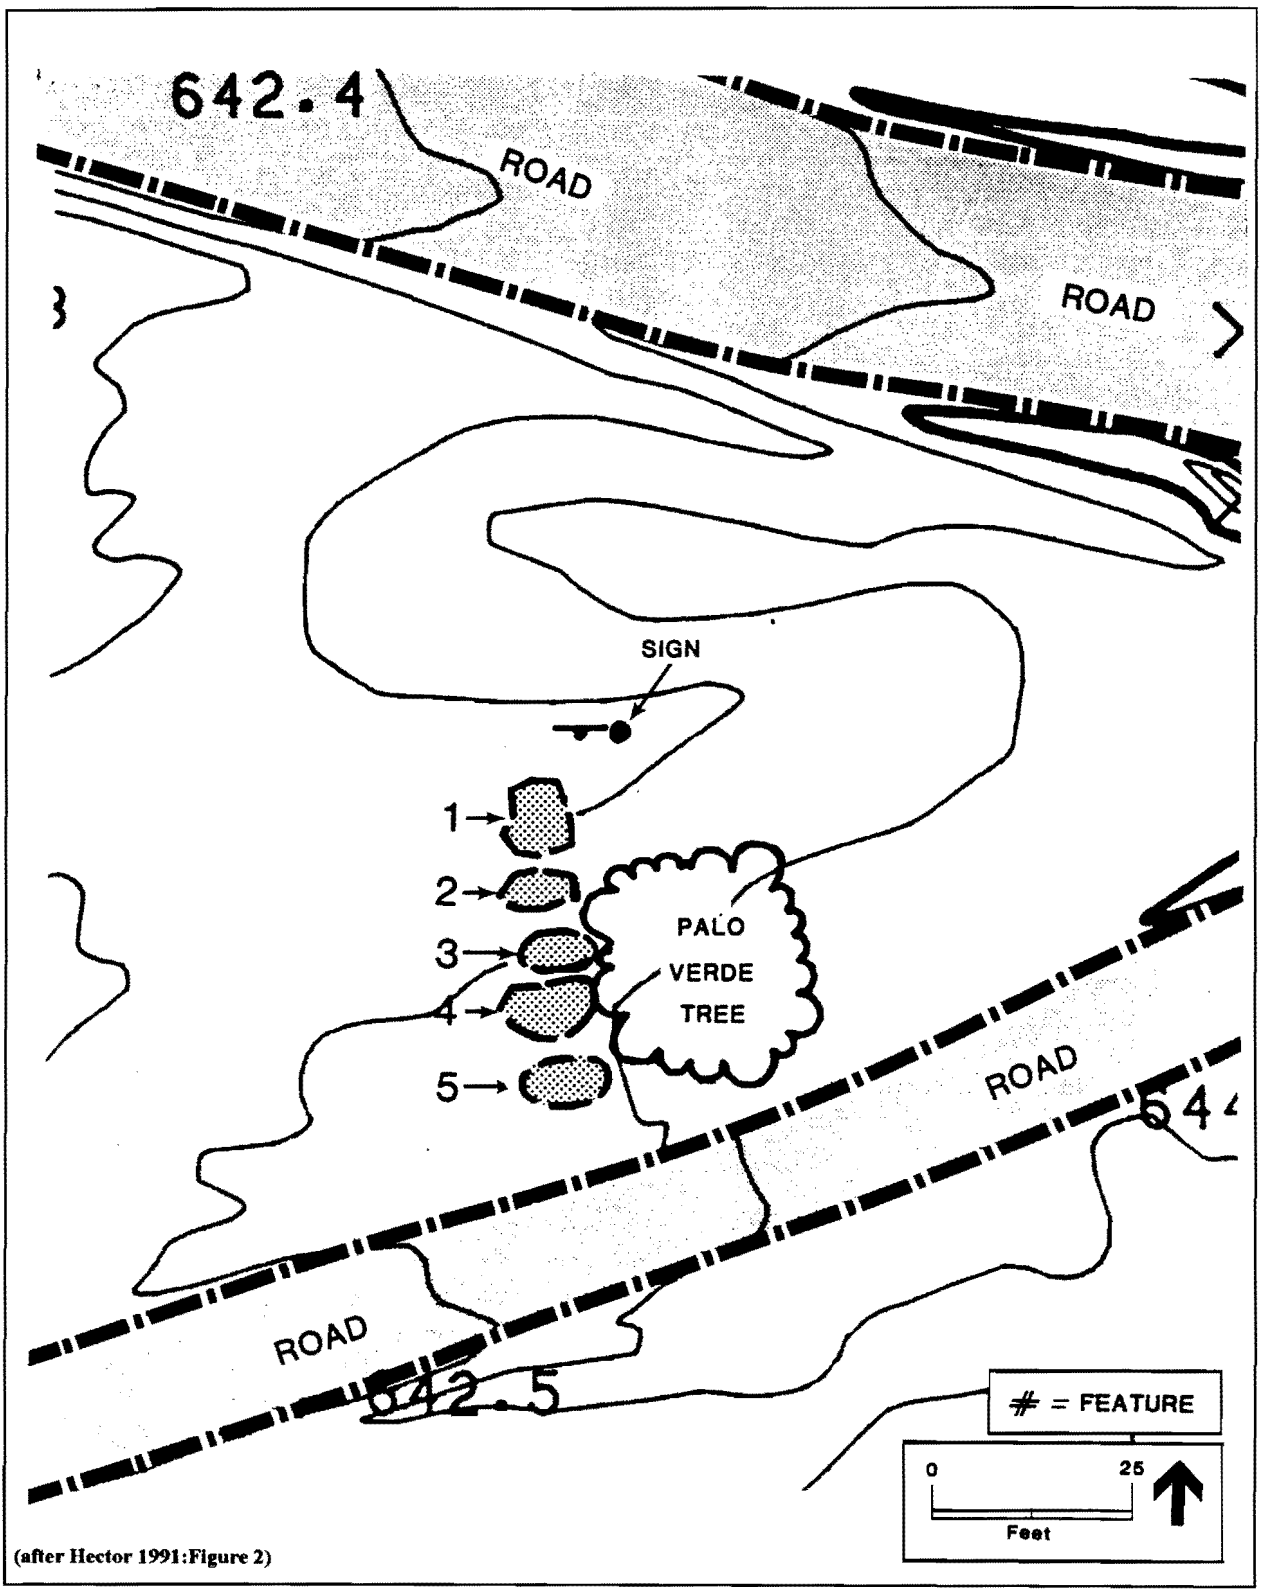 642.4
ROAD
ROAD
SIGN
1
2
3
4
5
PALO
VERDE
TREE
ROAD
644
ROAD
642.5
# = FEATURE
0 25
Feet
(after Hector 1991:Figure 2)